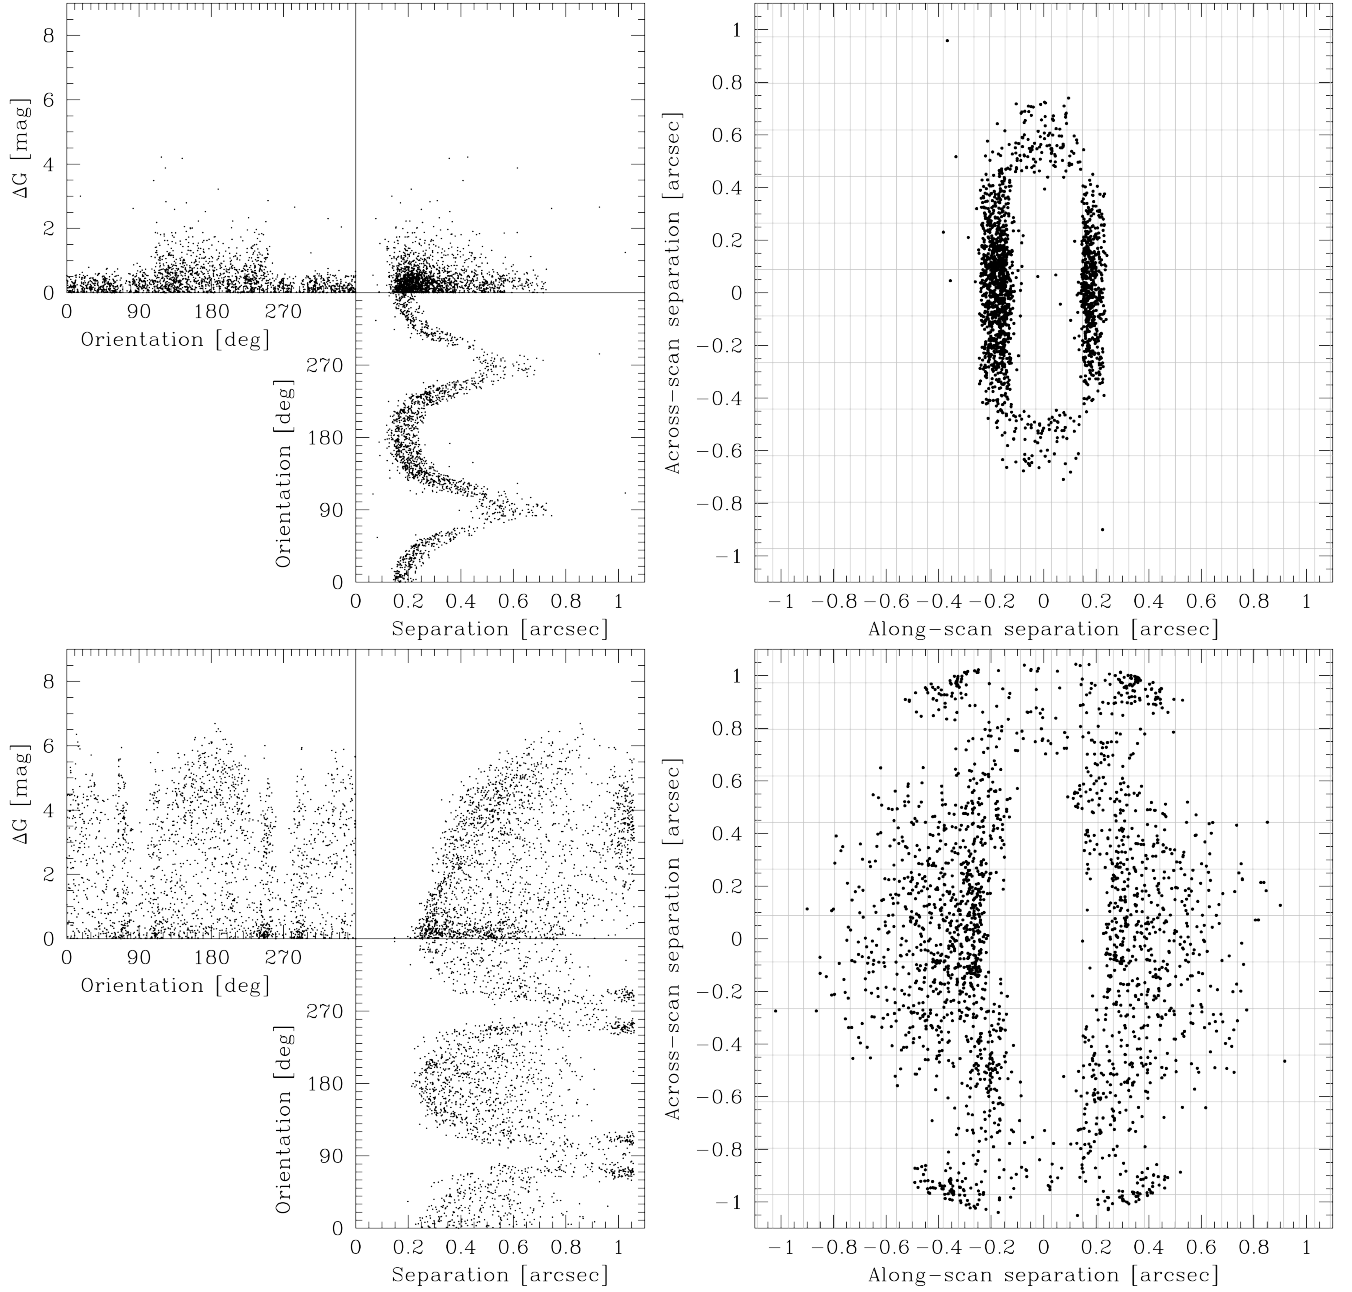 8
6
4
2
0
ΔG [mag]
0 90 180 270
Orientation [deg]
270
180
90
0
Orientation [deg]
0 0.2 0.4 0.6 0.8 1
Separation [arcsec]
1
0.8
0.6
0.4
0.2
0
−0.2
−0.4
−0.6
−0.8
−1
Across−scan separation [arcsec]
−1 −0.8 −0.6 −0.4 −0.2 0 0.2 0.4 0.6 0.8 1
Along−scan separation [arcsec]
8
6
4
2
0
ΔG [mag]
0 90 180 270
Orientation [deg]
270
180
90
0
Orientation [deg]
0 0.2 0.4 0.6 0.8 1
Separation [arcsec]
1
0.8
0.6
0.4
0.2
0
−0.2
−0.4
−0.6
−0.8
−1
Across−scan separation [arcsec]
−1 −0.8 −0.6 −0.4 −0.2 0 0.2 0.4 0.6 0.8 1
Along−scan separation [arcsec]